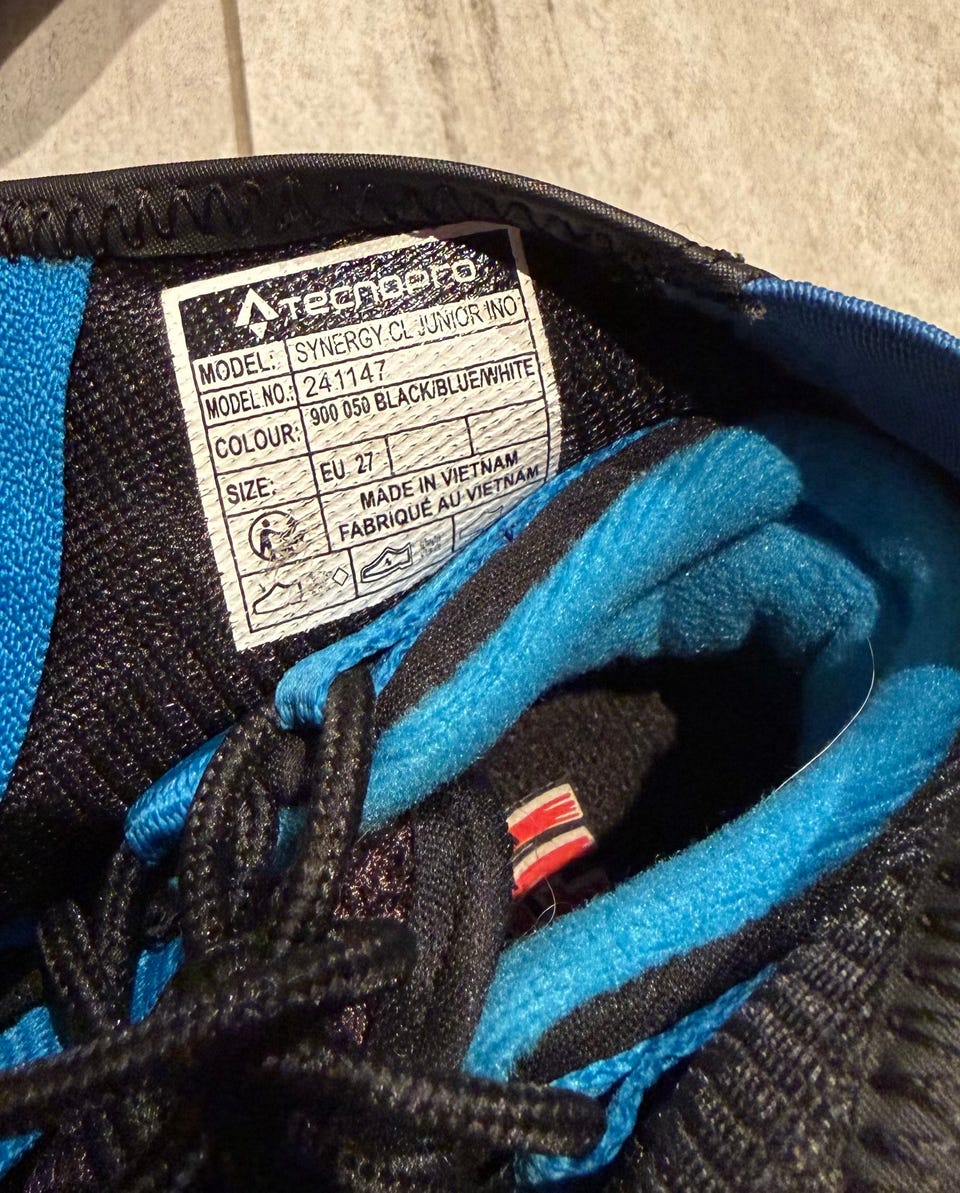 TECNOPRO
MODEL: SYNERGY CL JUNIOR INO
MODEL NO.: 241147
COLOUR: 900 050 BLACK/BLUE/WHITE
SIZE: EU 27
MADE IN VIETNAM
FABRIQUÉ AU VIETNAM